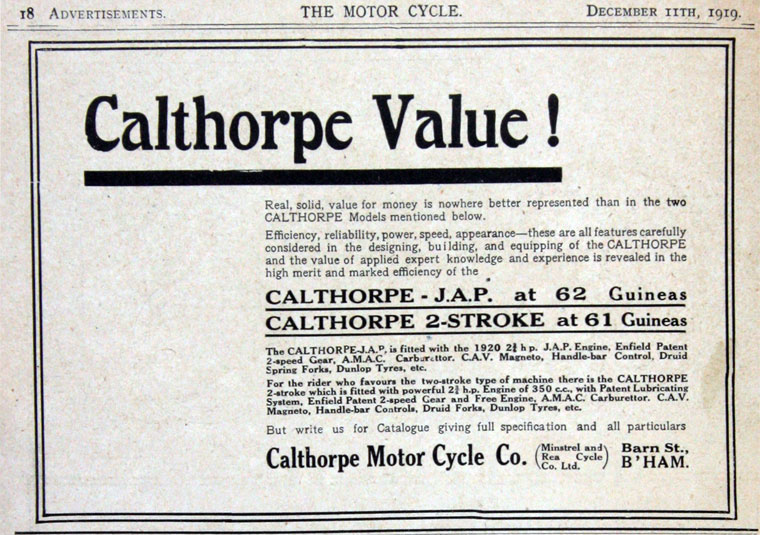 18 ADVERTISEMENTS. THE MOTOR CYCLE. DECEMBER 11TH, 1919.
Calthorpe Value !
Real, solid, value for money is nowhere better represented than in the two
CALTHORPE Models mentioned below.
Efficiency, reliability, power, speed, appearance—these are all features carefully
considered in the designing, building, and equipping of the CALTHORPE
and the value of applied expert knowledge and experience is revealed in the
high merit and marked efficiency of the
CALTHORPE - J.A.P. at 62 Guineas
CALTHORPE 2-STROKE at 61 Guineas
The CALTHORPE-J.A.P. is fitted with the 1920 2¾ h p. J.A.P. Engine, Enfield Patent
2-speed Gear, A.M.A.C. Carburettor. C.A.V. Magneto, Handle-bar Control, Druid
Spring Forks, Dunlop Tyres, etc.
For the rider who favours the two-stroke type of machine there is the CALTHORPE
2-stroke which is fitted with powerful 2¾ h.p. Engine of 350 c.c., with Patent Lubricating
System, Enfield Patent 2-speed Gear and Free Engine, A.M.A.C. Carburettor. C.A.V.
Magneto, Handle-bar Controls, Druid Forks, Dunlop Tyres, etc.
But write us for Catalogue giving full specification and all particulars
Calthorpe Motor Cycle Co. (Minstrel and Rea Cycle Co. Ltd.) Barn St., B'HAM.